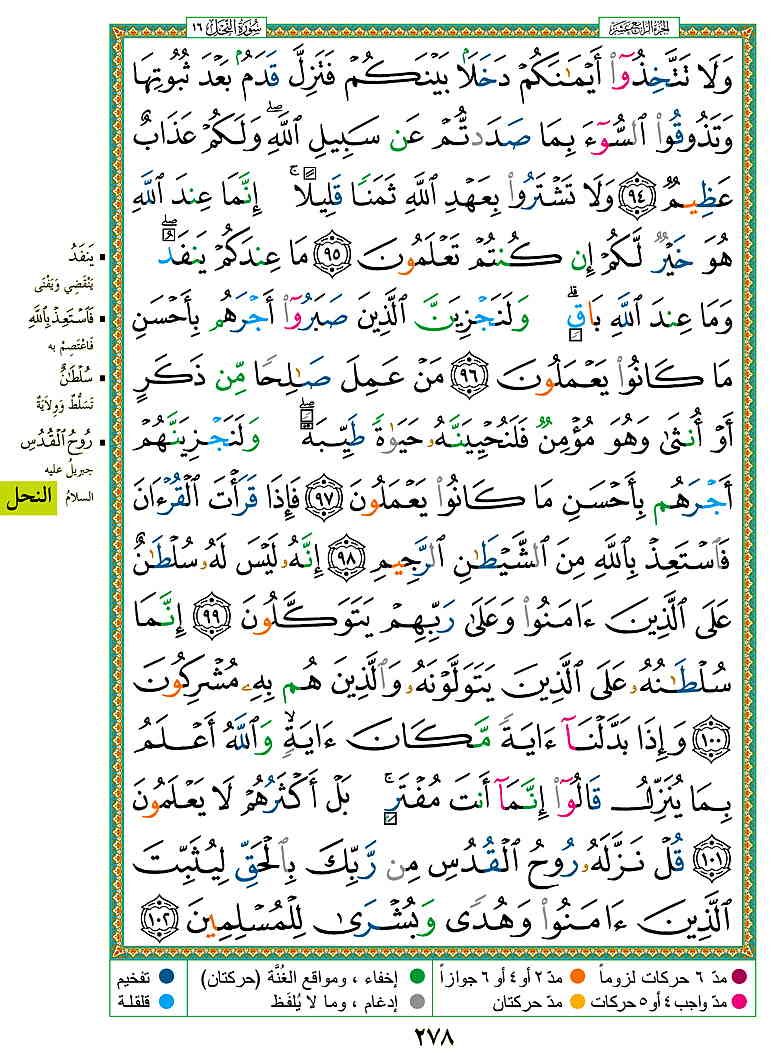 الجزء الرابع عشر
سورة النحل ١٦
وَلَا تَتَّخِذُوٓا۟ أَيْمَـٰنَكُمْ دَخَلًۢا بَيْنَكُمْ فَتَزِلَّ قَدَمٌۢ بَعْدَ ثُبُوتِهَا
وَتَذُوقُوا۟ ٱلسُّوٓءَ بِمَا صَدَدتُّمْ عَن سَبِيلِ ٱللَّهِ ۖ وَلَكُمْ عَذَابٌ
عَظِيمٌ ٩٤ وَلَا تَشْتَرُوا۟ بِعَهْدِ ٱللَّهِ ثَمَنًا قَلِيلًا ۚ إِنَّمَا عِندَ ٱللَّهِ
هُوَ خَيْرٌ لَّكُمْ إِن كُنتُمْ تَعْلَمُونَ ٩٥ مَا عِندَكُمْ يَنفَدُ ۖ
وَمَا عِندَ ٱللَّهِ بَاقٍ ۗ وَلَنَجْزِيَنَّ ٱلَّذِينَ صَبَرُوٓا۟ أَجْرَهُم بِأَحْسَنِ
مَا كَانُوا۟ يَعْمَلُونَ ٩٦ مَنْ عَمِلَ صَـٰلِحًا مِّن ذَكَرٍ
أَوْ أُنثَىٰ وَهُوَ مُؤْمِنٌ فَلَنُحْيِيَنَّهُۥ حَيَوٰةً طَيِّبَةً ۖ وَلَنَجْزِيَنَّهُمْ
أَجْرَهُم بِأَحْسَنِ مَا كَانُوا۟ يَعْمَلُونَ ٩٧ فَإِذَا قَرَأْتَ ٱلْقُرْءَانَ
فَٱسْتَعِذْ بِٱللَّهِ مِنَ ٱلشَّيْطَـٰنِ ٱلرَّجِيمِ ٩٨ إِنَّهُۥ لَيْسَ لَهُۥ سُلْطَـٰنٌ
عَلَى ٱلَّذِينَ ءَامَنُوا۟ وَعَلَىٰ رَبِّهِمْ يَتَوَكَّلُونَ ٩٩ إِنَّمَا
سُلْطَـٰنُهُۥ عَلَى ٱلَّذِينَ يَتَوَلَّوْنَهُۥ وَٱلَّذِينَ هُم بِهِۦ مُشْرِكُونَ
١٠٠ وَإِذَا بَدَّلْنَآ ءَايَةً مَّكَانَ ءَايَةٍ ۙ وَٱللَّهُ أَعْلَمُ
بِمَا يُنَزِّلُ قَالُوٓا۟ إِنَّمَآ أَنتَ مُفْتَرٍۭ ۚ بَلْ أَكْثَرُهُمْ لَا يَعْلَمُونَ
١٠١ قُلْ نَزَّلَهُۥ رُوحُ ٱلْقُدُسِ مِن رَّبِّكَ بِٱلْحَقِّ لِيُثَبِّتَ
ٱلَّذِينَ ءَامَنُوا۟ وَهُدًى وَبُشْرَىٰ لِلْمُسْلِمِينَ ١٠٢
يَنفَدُ
يَنْقَضِي وَيَفْنَى
فَٱسْتَعِذْ بِٱللَّهِ
فَاعْتَصِمْ به
سُلْطَـٰنٌ
تَسَلُّطٌ وَوِلايَةٌ
رُوحُ ٱلْقُدُسِ
جبريلُ عليه
السلامُ
النحل
مدّ ٦ حركات لزوماً
مدّ ٢ أو ٤ أو ٦ جوازاً
إخفاء ، ومواقع الغُنَّة (حركتان)
تفخيم
مدّ واجب ٤ أو ٥ حركات
مدّ حركتان
إدغام ، وما لا يُلفَظ
قلقلة
٢٧٨